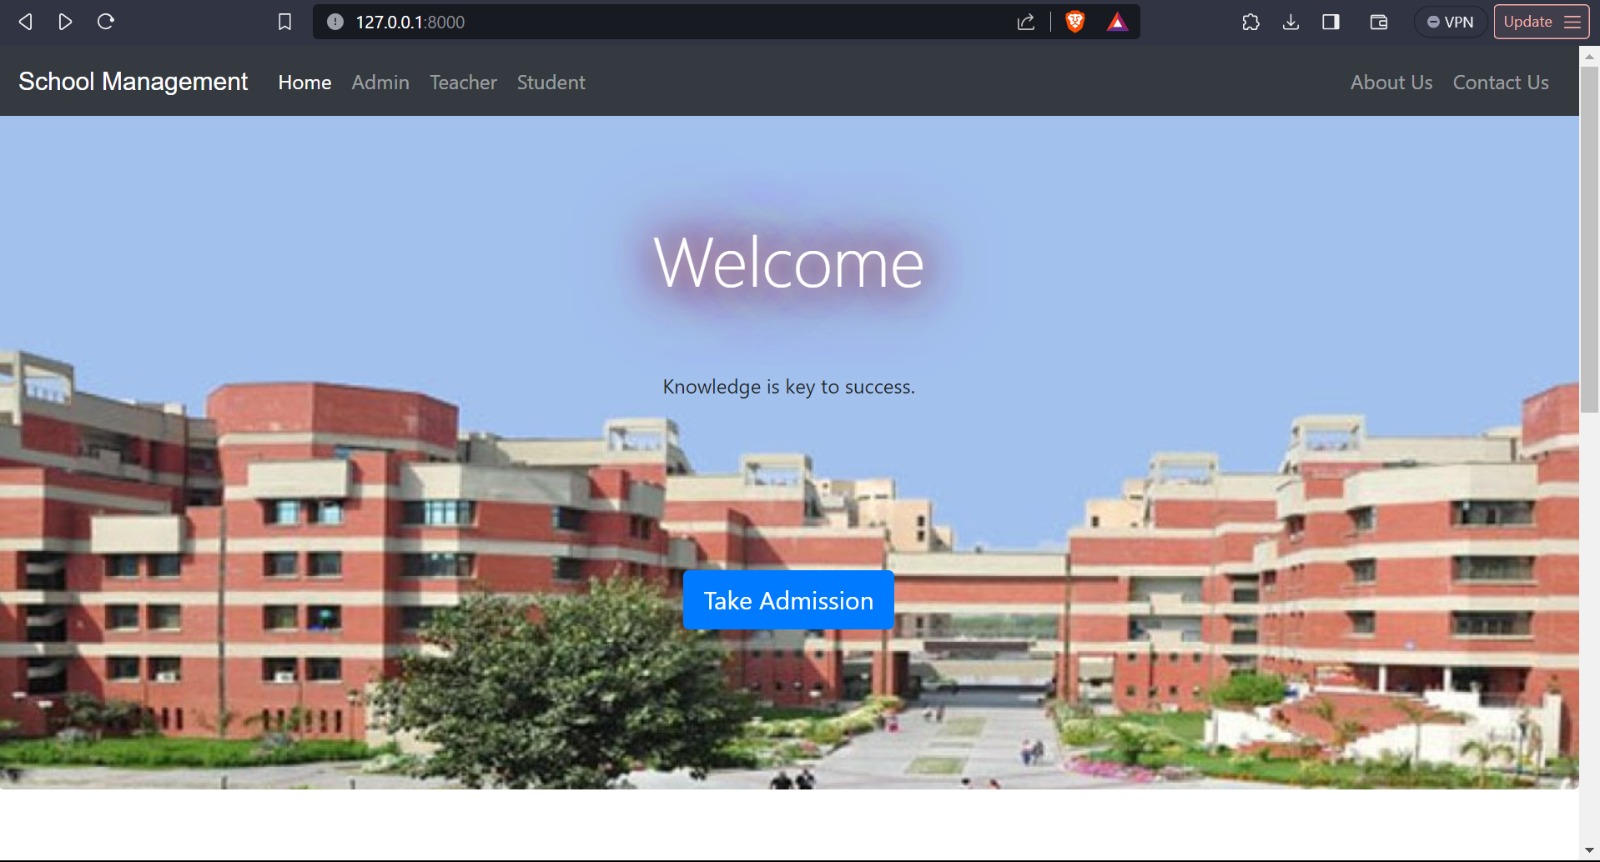 127.0.0.1:8000
VPN
Update
School Management Home Admin Teacher Student About Us Contact Us
Welcome
Knowledge is key to success.
Take Admission